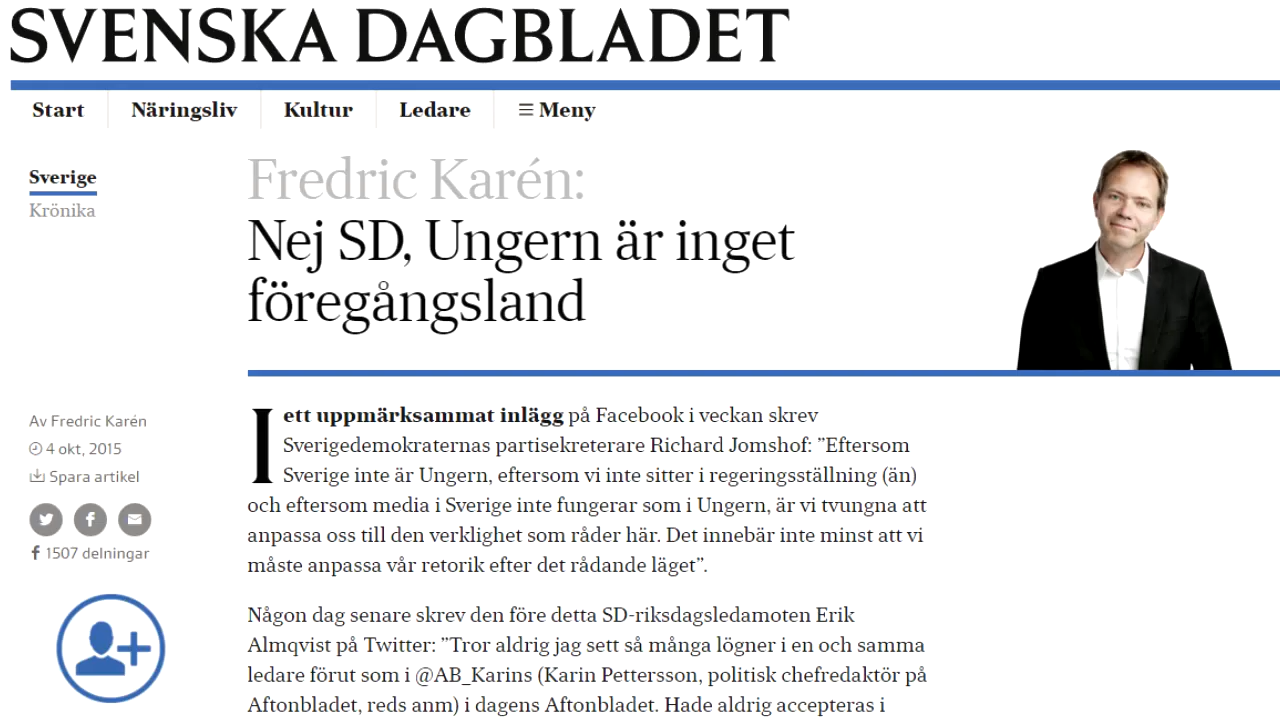 SVENSKA DAGBLADET
Start
Näringsliv
Kultur
Ledare
Meny
Sverige
Krönika
Fredric Karén:
Nej SD, Ungern är inget
föregångsland
Av Fredric Karén
4 okt, 2015
Spara artikel
f 1507 delningar
I ett uppmärksammat inlägg på Facebook i veckan skrev
Sverigedemokraternas partisekreterare Richard Jomshof: ”Eftersom
Sverige inte är Ungern, eftersom vi inte sitter i regeringsställning (än)
och eftersom media i Sverige inte fungerar som i Ungern, är vi tvungna att
anpassa oss till den verklighet som råder här. Det innebär inte minst att vi
måste anpassa vår retorik efter det rådande läget”.
Någon dag senare skrev den före detta SD-riksdagsledamoten Erik
Almqvist på Twitter: ”Tror aldrig jag sett så många lögner i en och samma
ledare förut som i @AB_Karins (Karin Pettersson, politisk chefredaktör på
Aftonbladet, reds anm) i dagens Aftonbladet. Hade aldrig accepteras i